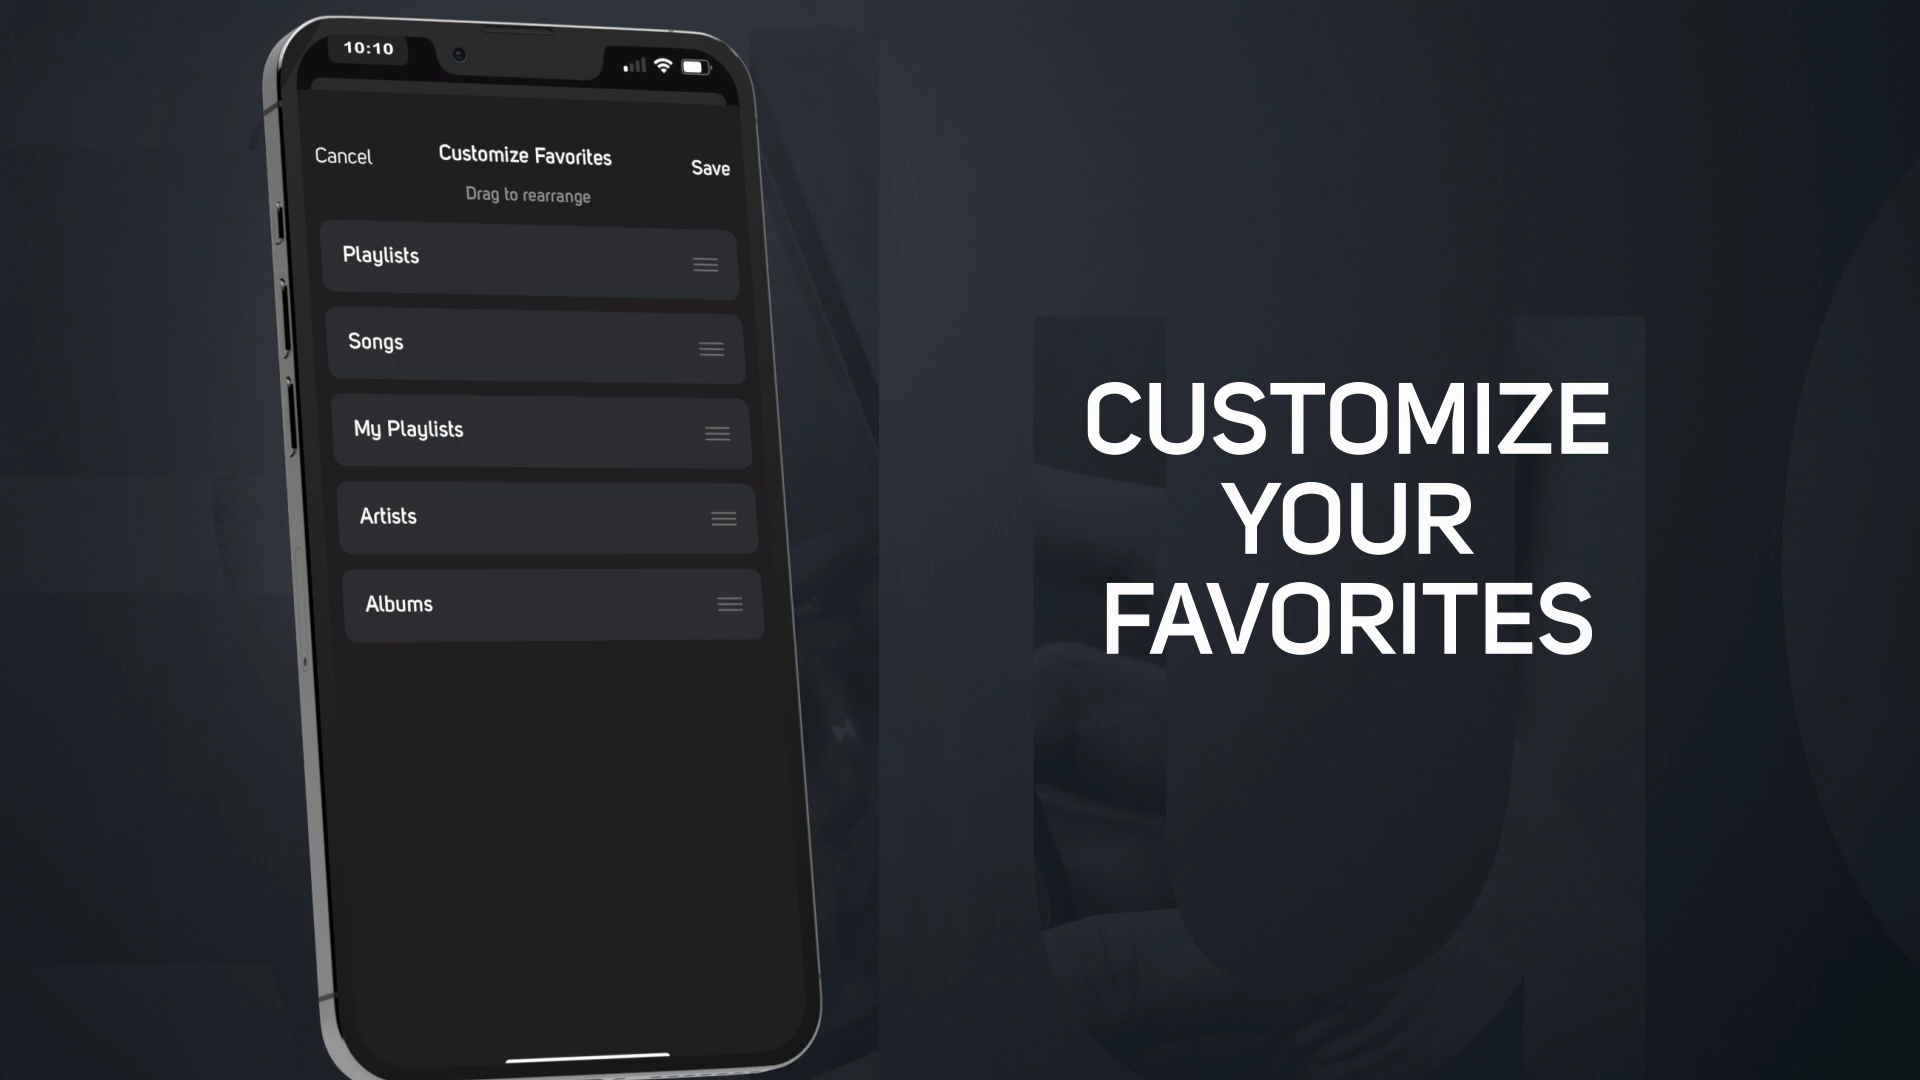 10:10
Cancel
Customize Favorites
Save
Drag to rearrange
Playlists
Songs
My Playlists
Artists
Albums
CUSTOMIZE
YOUR
FAVORITES